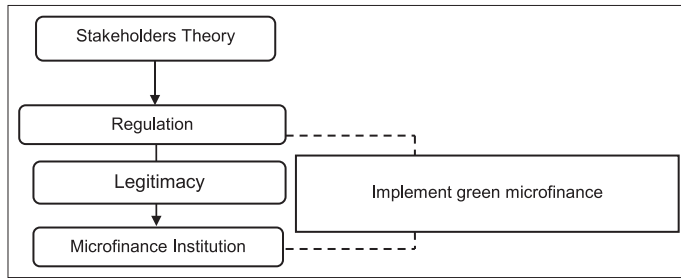 Stakeholders Theory
Regulation
Legitimacy
Implement green microfinance
Microfinance Institution